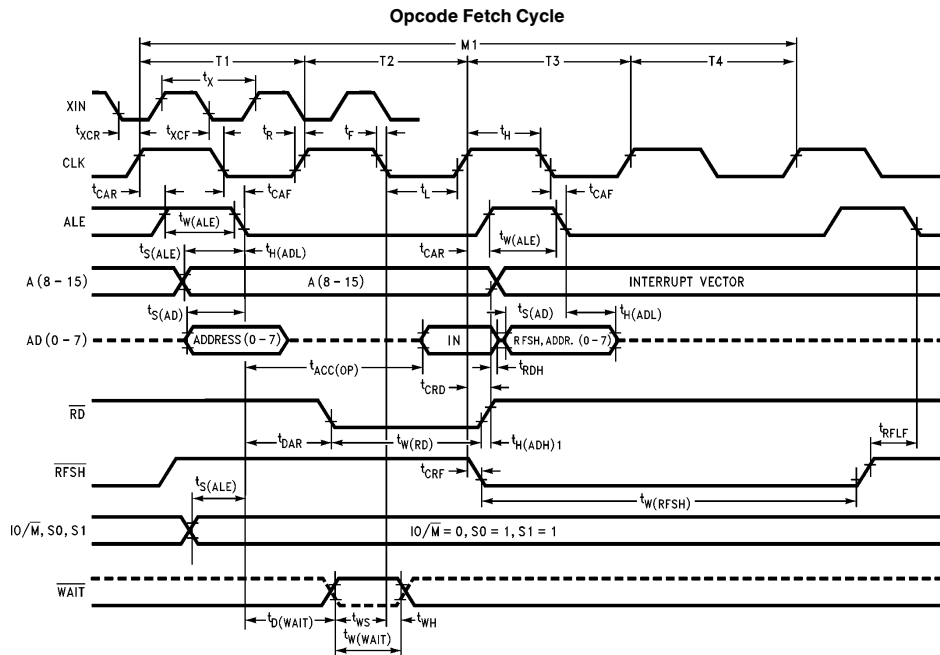 Opcode Fetch Cycle
M1
T1 T2 T3 T4
tX
XIN
tXCR tXCF tR tF tH
CLK
tCAR tCAF tL tCAF
ALE
tW(ALE) tW(ALE)
tS(ALE) tH(ADL) tCAR
A(8-15) A(8-15) INTERRUPT VECTOR
tS(AD) tS(AD) tH(ADL)
AD(0-7) ADDRESS(0-7) IN RFSH, ADDR. (0-7)
tACC(OP) tRDH
tCRD
RD
tDAR tW(RD) tH(ADH)1 tRFLF
RFSH
tCRF
tS(ALE) tW(RFSH)
IO/M, S0, S1 IO/M = 0, S0 = 1, S1 = 1
WAIT
tD(WAIT) tWS tWH
tW(WAIT)